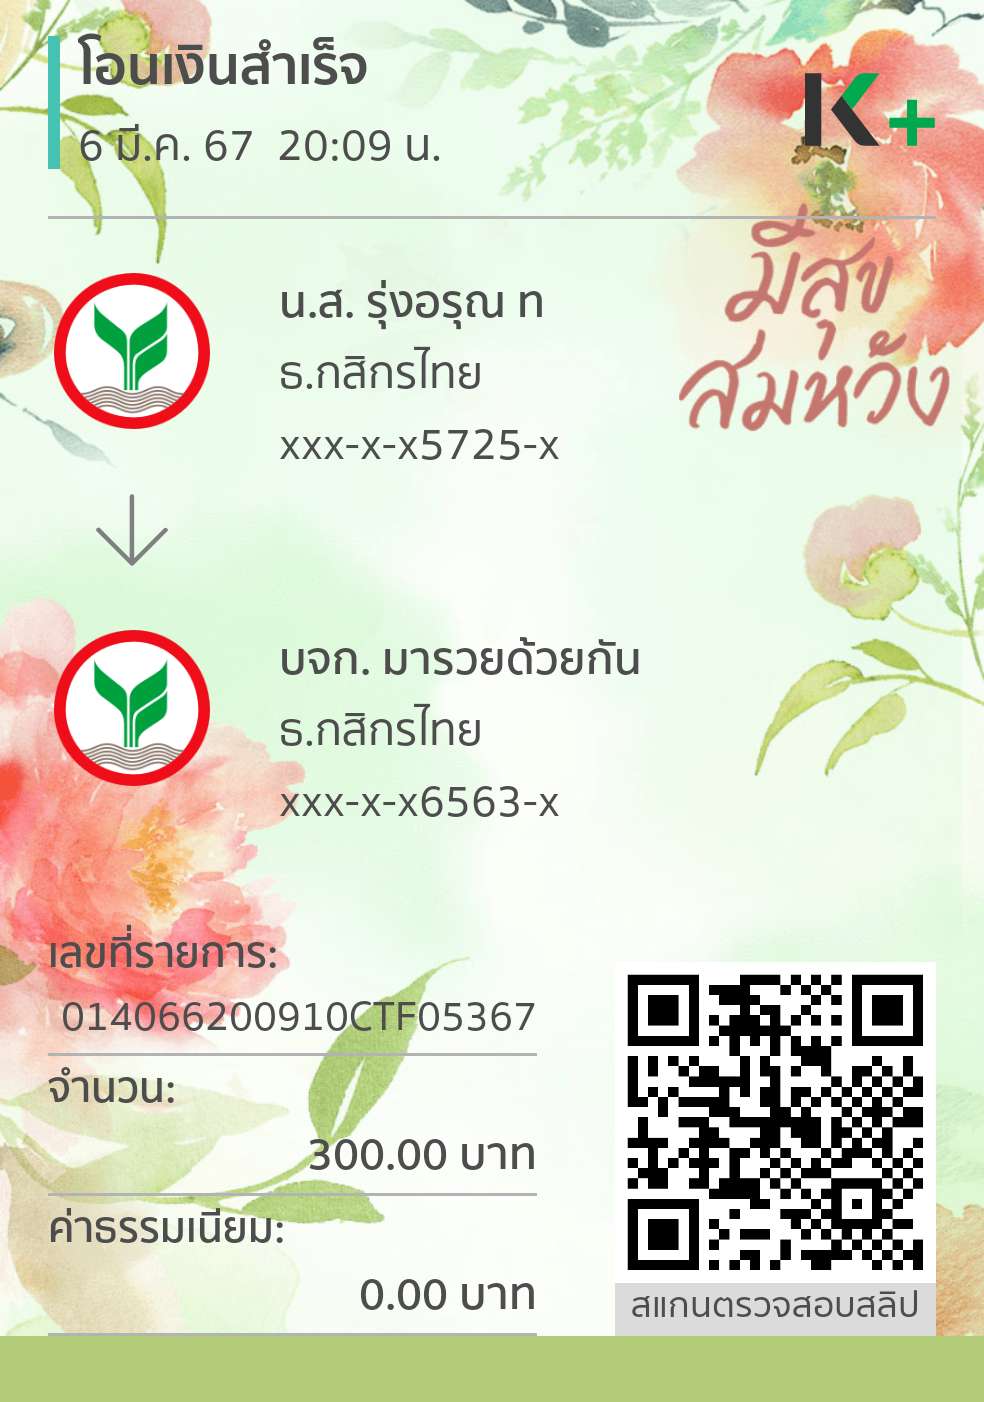 โอนเงินสำเร็จ
6 มี.ค. 67 20:09 น.
K+
มีสุข
สมหวัง
น.ส. รุ่งอรุณ ท
ธ.กสิกรไทย
xxx-x-x5725-x
บจก. มารวยด้วยกัน
ธ.กสิกรไทย
xxx-x-x6563-x
เลขที่รายการ:
014066200910CTF05367
จำนวน:
300.00 บาท
ค่าธรรมเนียม:
0.00 บาท
สแกนตรวจสอบสลิป